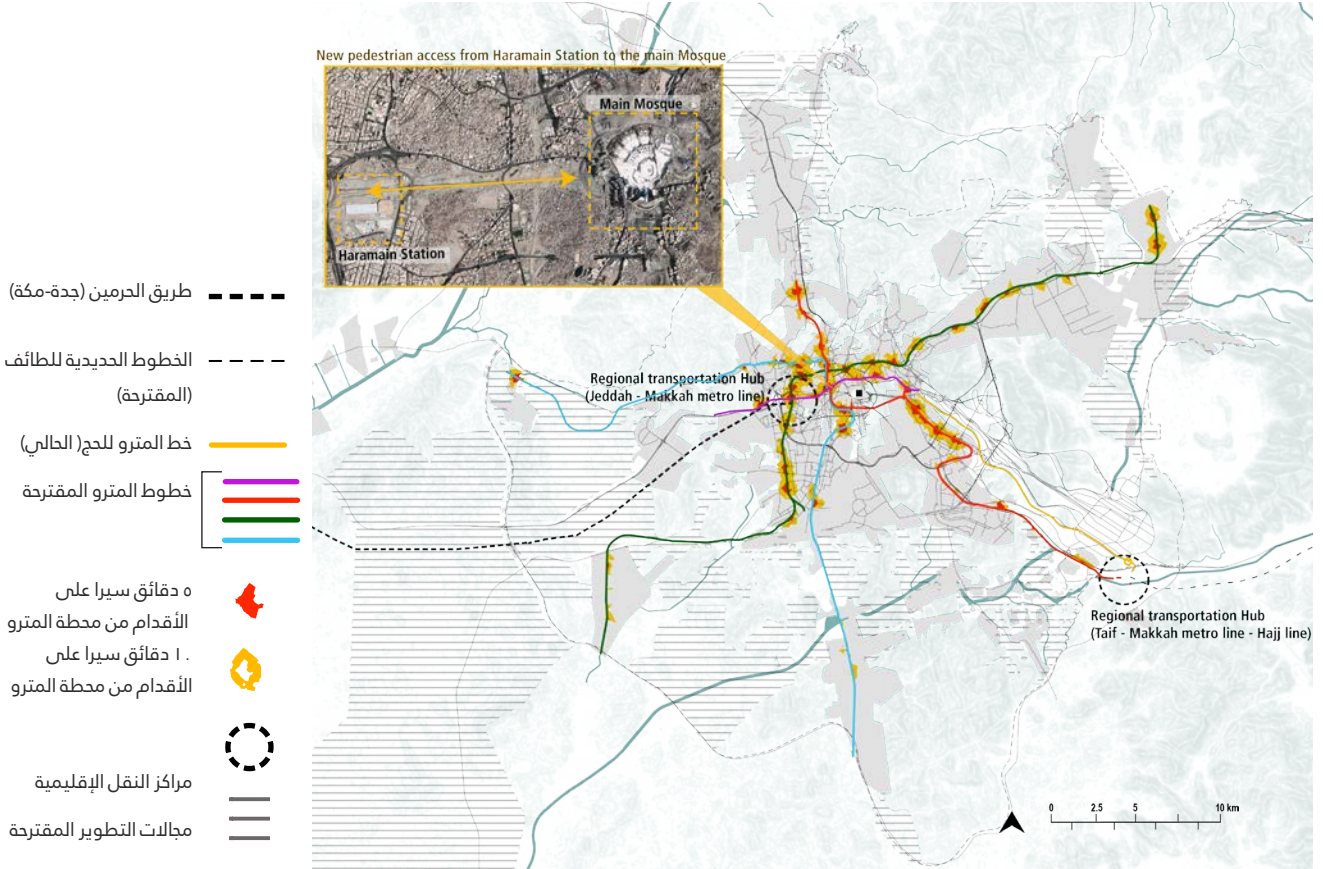 New pedestrian access from Haramain Station to the main Mosque
Main Mosque
Haramain Station
طريق الحرمين (جدة-مكة)
الخطوط الحديدية للطائف
(المقترحة)
خط المترو للحج( الحالي)
خطوط المترو المقترحة
٥ دقائق سيرا على
الأقدام من محطة المترو
١٠ دقائق سيرا على
الأقدام من محطة المترو
مراكز النقل الإقليمية
مجالات التطوير المقترحة
Regional transportation Hub
(Jeddah - Makkah metro line)
Regional transportation Hub
(Taif - Makkah metro line - Hajj line)
0 2.5 5 10 km